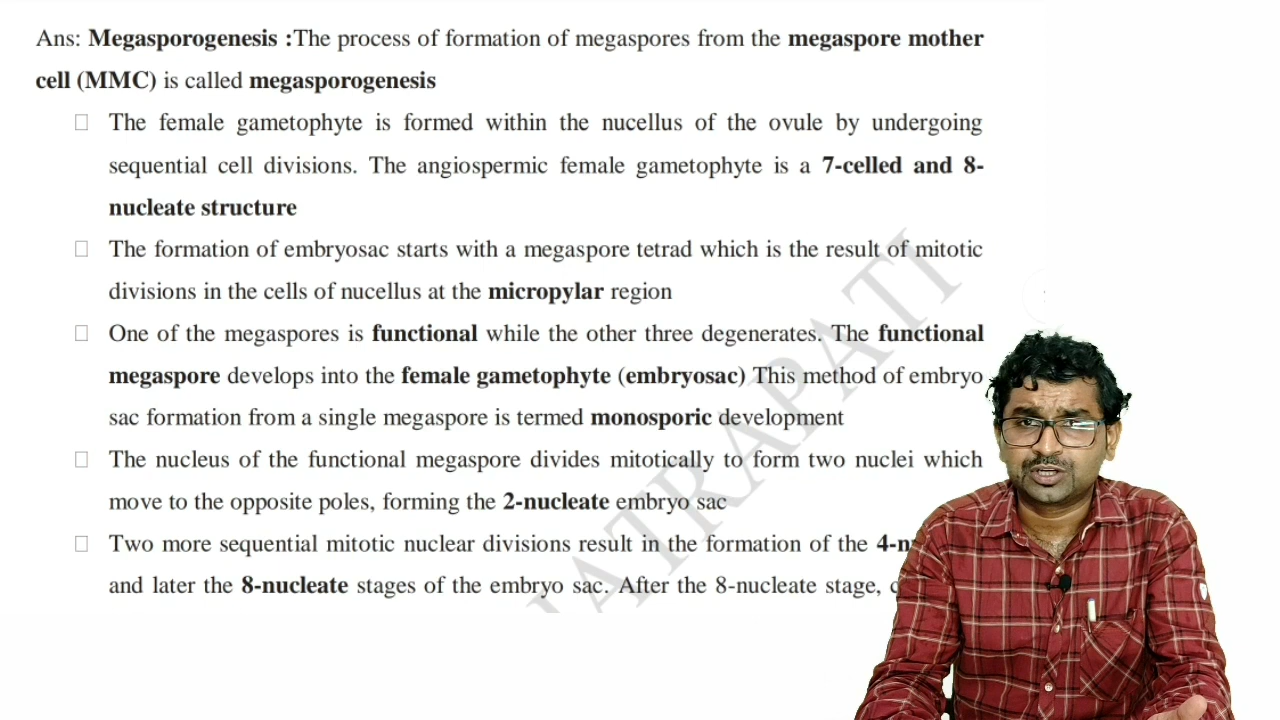 Ans: Megasporogenesis :The process of formation of megaspores from the megaspore mother
cell (MMC) is called megasporogenesis
The female gametophyte is formed within the nucellus of the ovule by undergoing
sequential cell divisions. The angiospermic female gametophyte is a 7-celled and 8-
nucleate structure
The formation of embryosac starts with a megaspore tetrad which is the result of mitotic
divisions in the cells of nucellus at the micropylar region
One of the megaspores is functional while the other three degenerates. The functional
megaspore develops into the female gametophyte (embryosac) This method of embryo
sac formation from a single megaspore is termed monosporic development
The nucleus of the functional megaspore divides mitotically to form two nuclei which
move to the opposite poles, forming the 2-nucleate embryo sac
Two more sequential mitotic nuclear divisions result in the formation of the
and later the 8-nucleate stages of the embryo sac. After the 8-nucleate stage,
ATRAPATI